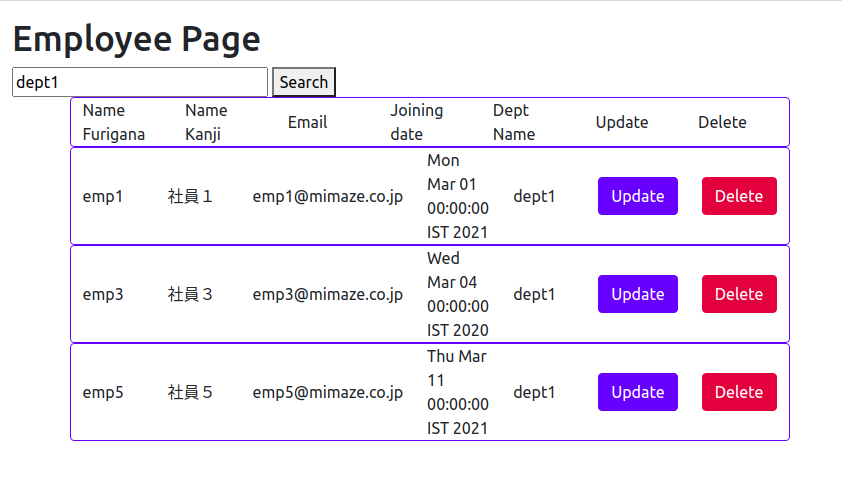 Employee Page
dept1 Search
Name Furigana Name Kanji Email Joining date Dept Name Update Delete
emp1 社員１ emp1@mimaze.co.jp Mon Mar 01 00:00:00 IST 2021 dept1 Update Delete
emp3 社員３ emp3@mimaze.co.jp Wed Mar 04 00:00:00 IST 2020 dept1 Update Delete
emp5 社員５ emp5@mimaze.co.jp Thu Mar 11 00:00:00 IST 2021 dept1 Update Delete